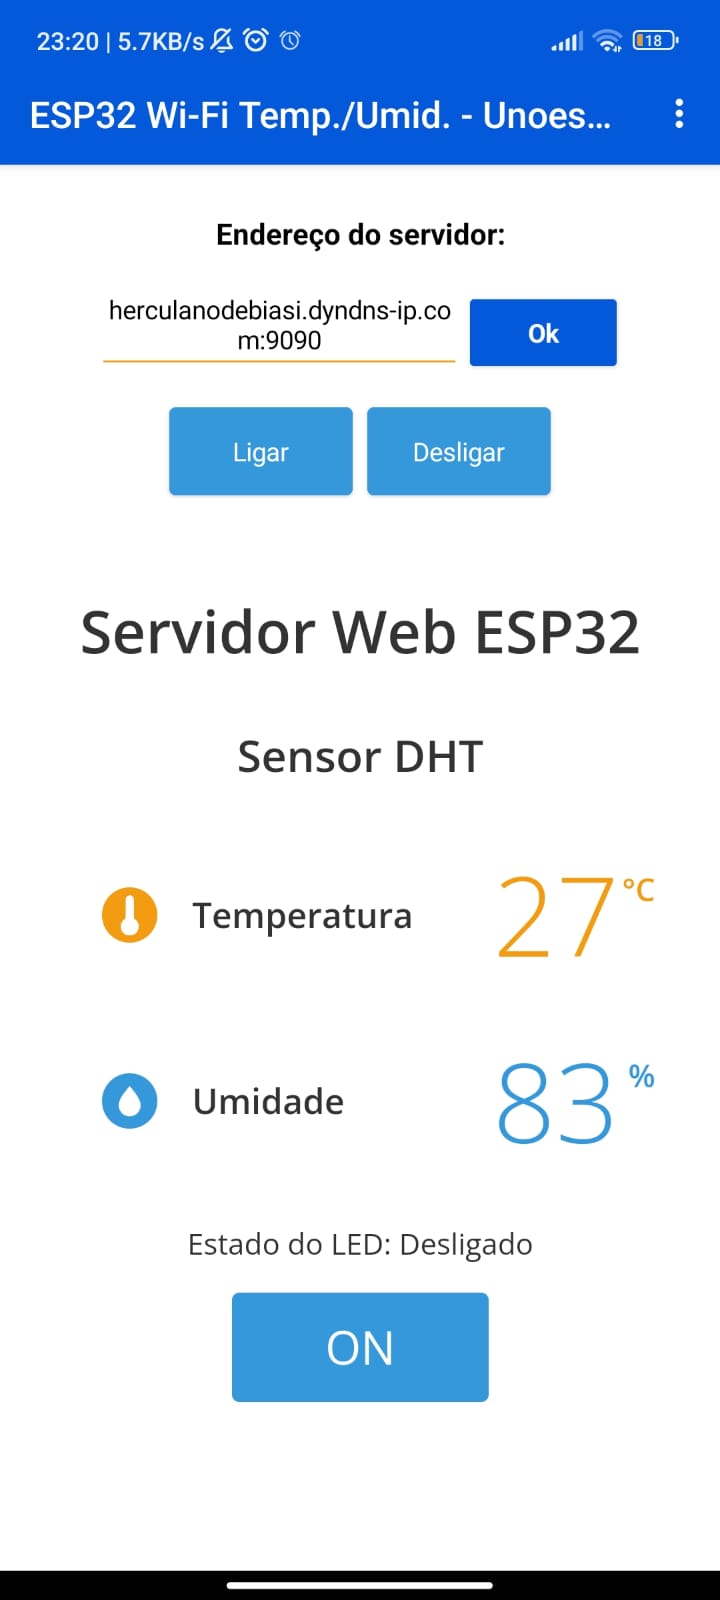 23:20 | 5.7KB/s
18
ESP32 Wi-Fi Temp./Umid. - Unoes...
Endereço do servidor:
herculanodebiasi.dyndns-ip.co
m:9090
Ok
Ligar
Desligar
Servidor Web ESP32
Sensor DHT
Temperatura
27 °C
Umidade
83 %
Estado do LED: Desligado
ON